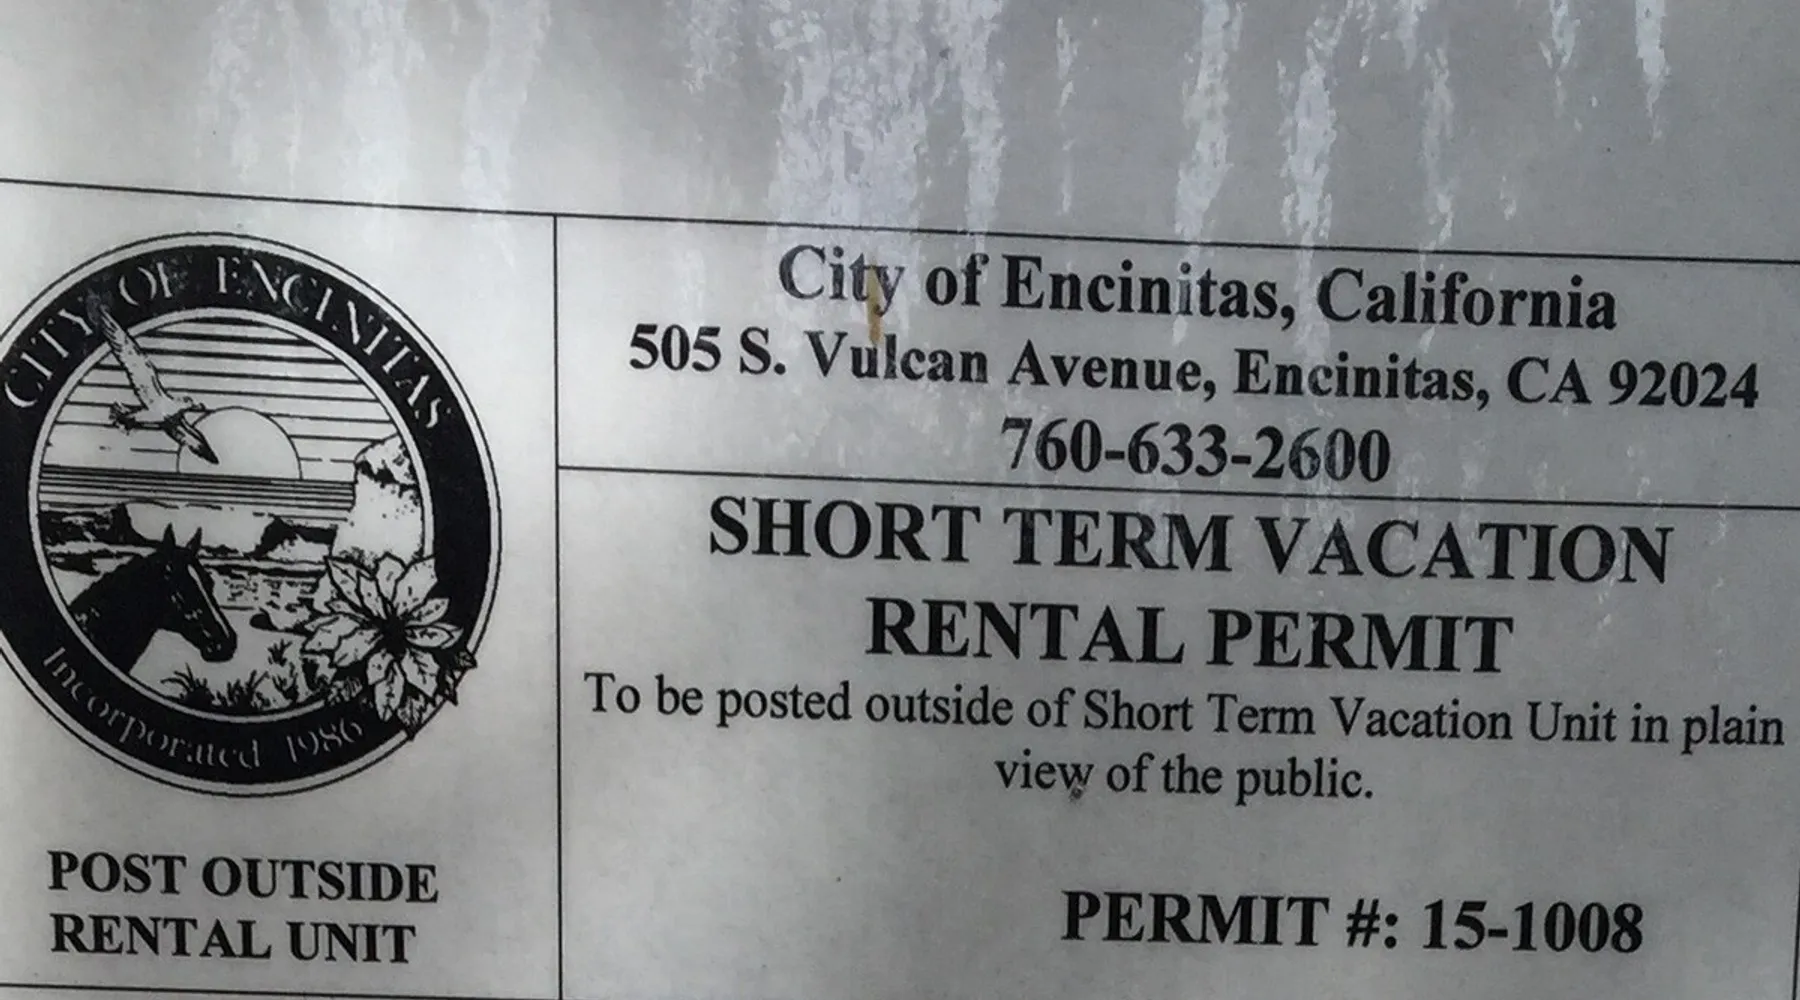 CITY OF ENCINITAS
Incorporated 1986
POST OUTSIDE
RENTAL UNIT
City of Encinitas, California
505 S. Vulcan Avenue, Encinitas, CA 92024
760-633-2600
SHORT TERM VACATION
RENTAL PERMIT
To be posted outside of Short Term Vacation Unit in plain
view of the public.
PERMIT #: 15-1008